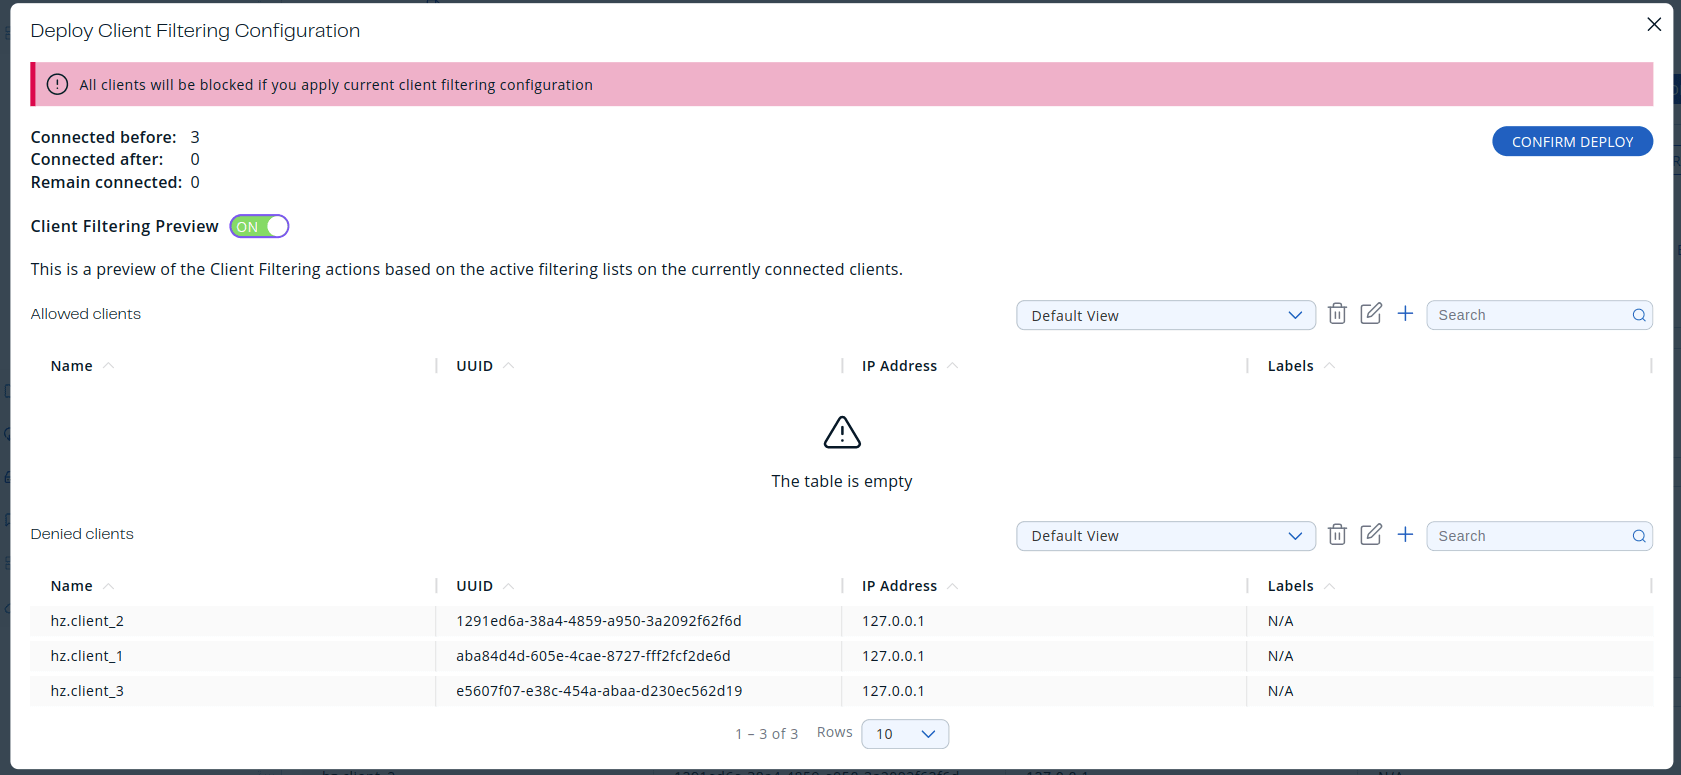 Deploy Client Filtering Configuration
All clients will be blocked if you apply current client filtering configuration
Connected before: 3
CONFIRM DEPLOY
Connected after: 0
Remain connected: 0
Client Filtering Preview ON
This is a preview of the Client Filtering actions based on the active filtering lists on the currently connected clients.
Allowed clients Default View Search
Name UUID IP Address Labels
The table is empty
Denied clients Default View Search
Name UUID IP Address Labels
hz.client_2 1291ed6a-38a4-4859-a950-3a2092f62f6d 127.0.0.1 N/A
hz.client_1 aba84d4d-605e-4cae-8727-fff2fcf2de6d 127.0.0.1 N/A
hz.client_3 e5607f07-e38c-454a-abaa-d230ec562d19 127.0.0.1 N/A
1 – 3 of 3 Rows 10